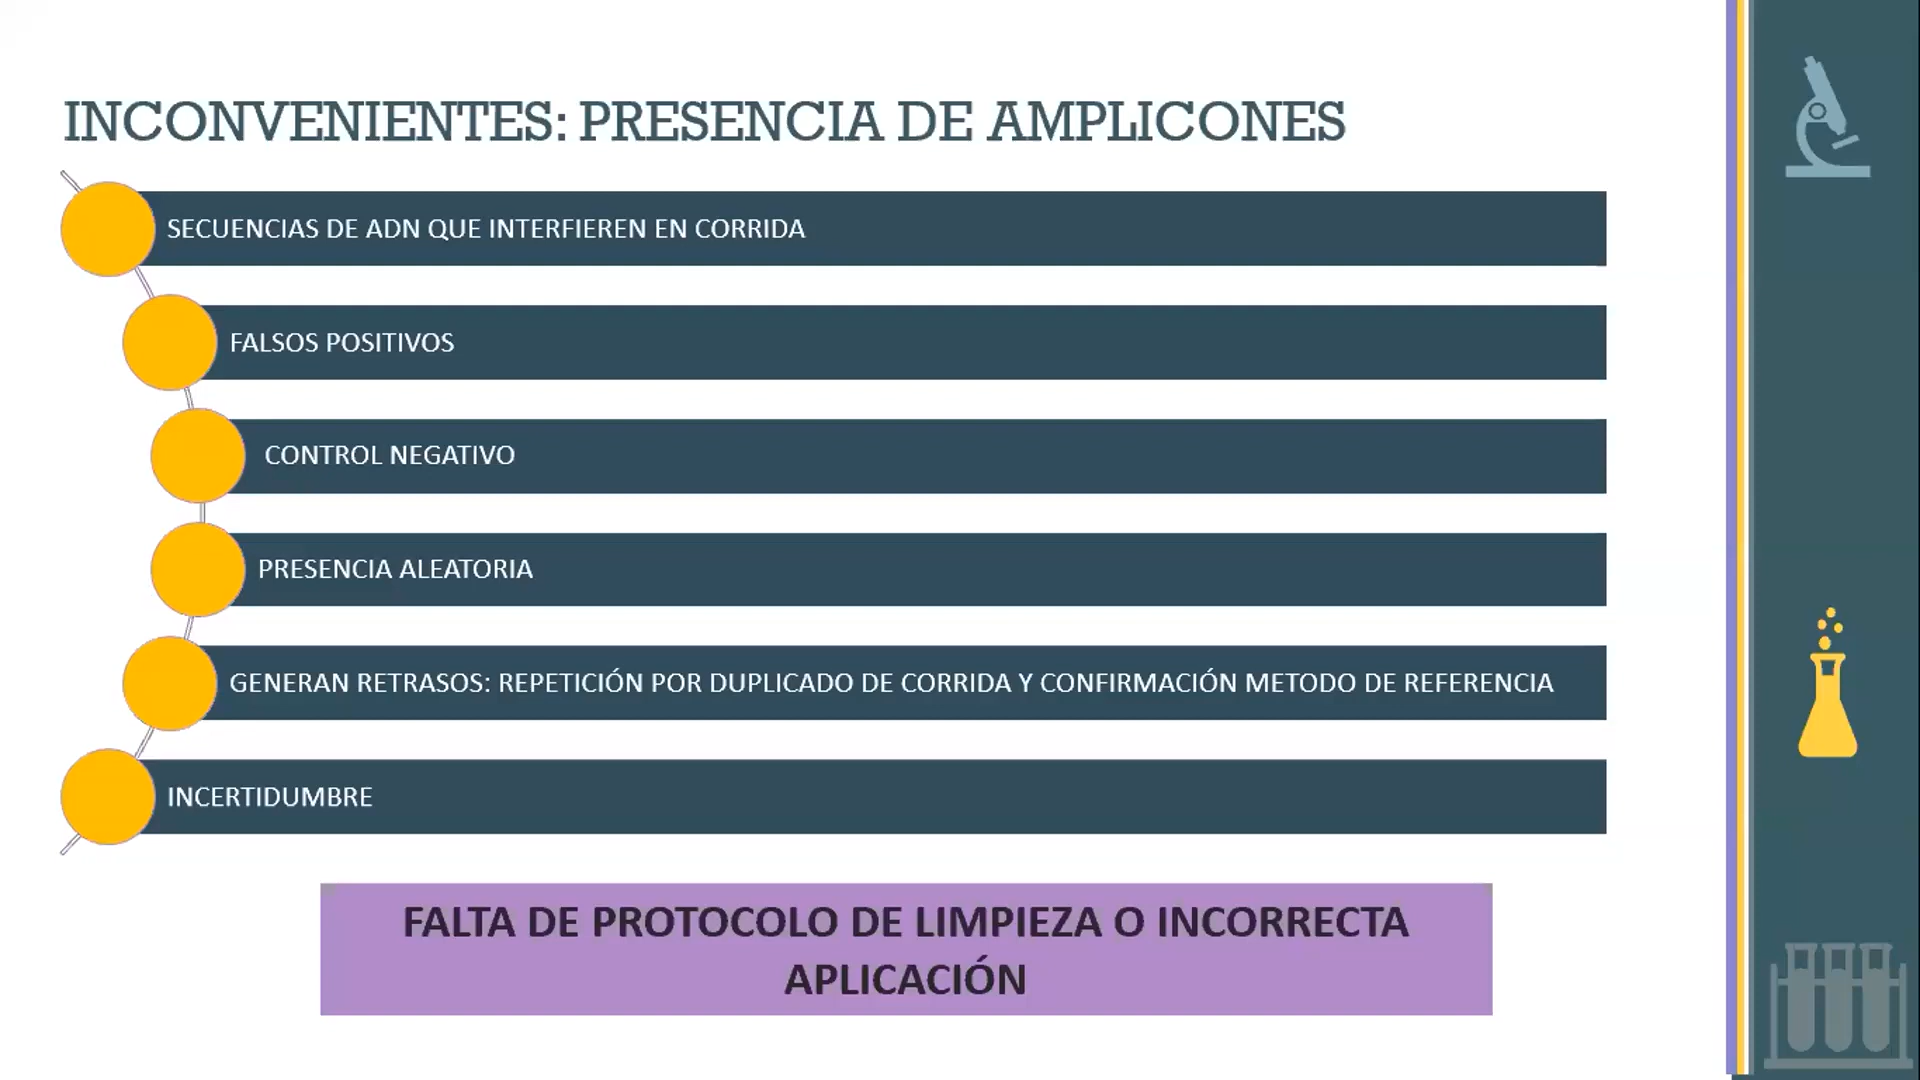 INCONVENIENTES: PRESENCIA DE AMPLICONES
SECUENCIAS DE ADN QUE INTERFIEREN EN CORRIDA
FALSOS POSITIVOS
CONTROL NEGATIVO
PRESENCIA ALEATORIA
GENERAN RETRASOS: REPETICIÓN POR DUPLICADO DE CORRIDA Y CONFIRMACIÓN METODO DE REFERENCIA
INCERTIDUMBRE
FALTA DE PROTOCOLO DE LIMPIEZA O INCORRECTA
APLICACIÓN